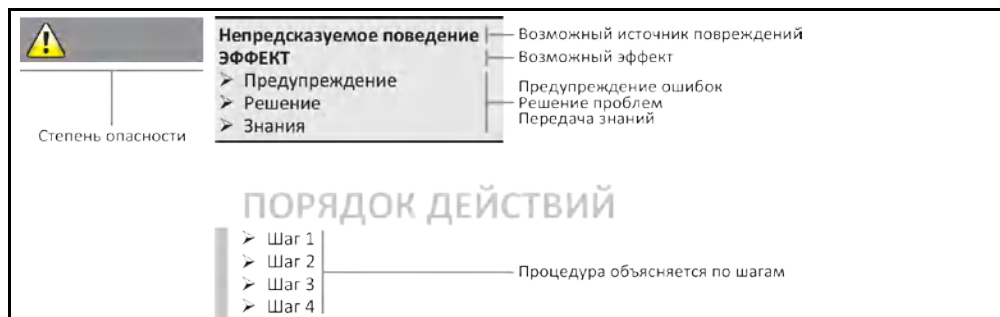 Непредсказуемое поведение
Возможный источник повреждений
ЭФФЕКТ
Возможный эффект
➢ Предупреждение
Предупреждение ошибок
➢ Решение
Решение проблем
➢ Знания
Передача знаний
Степень опасности
ПОРЯДОК ДЕЙСТВИЙ
➢ Шаг 1
➢ Шаг 2
➢ Шаг 3
Процедура объясняется по шагам
➢ Шаг 4